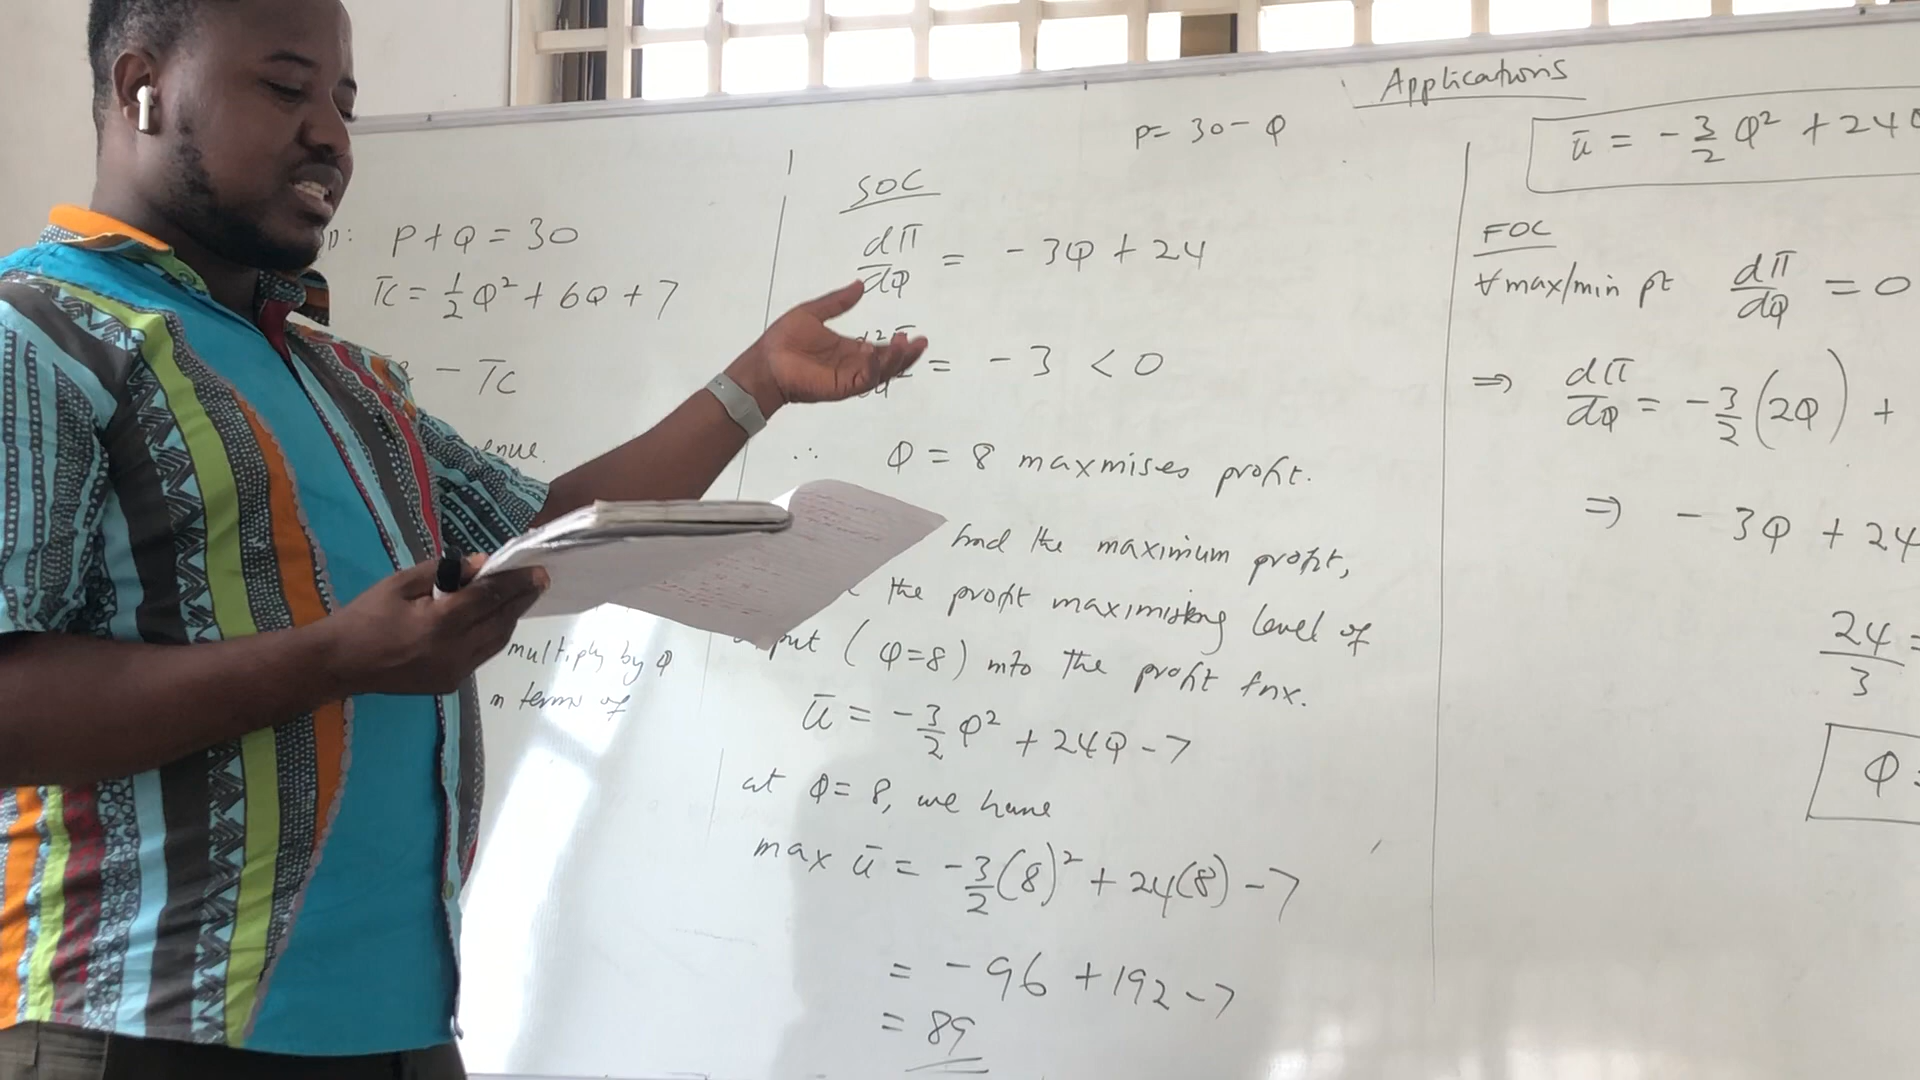 Applications
P + Q = 30
TC = 1/2 Q² + 6Q + 7
- TC
multiply by Q
in terms of
P = 30 - Q
SOC
dπ/dQ = - 3Q + 24
= - 3 < 0
∴ Q = 8 maxmises profit.
find the maximum profit,
the profit maximising level of
output (Q=8) into the profit fnx.
π = - 3/2 Q² + 24Q - 7
at Q = 8, we have
max π = - 3/2 (8)² + 24(8) - 7
= - 96 + 192 - 7
= 89
π = - 3/2 Q² + 24Q
FOC
∀ max/min pt dπ/dQ = 0
⇒ dπ/dQ = - 3/2 (2Q) +
⇒ - 3Q + 24
24/3 =
Q =